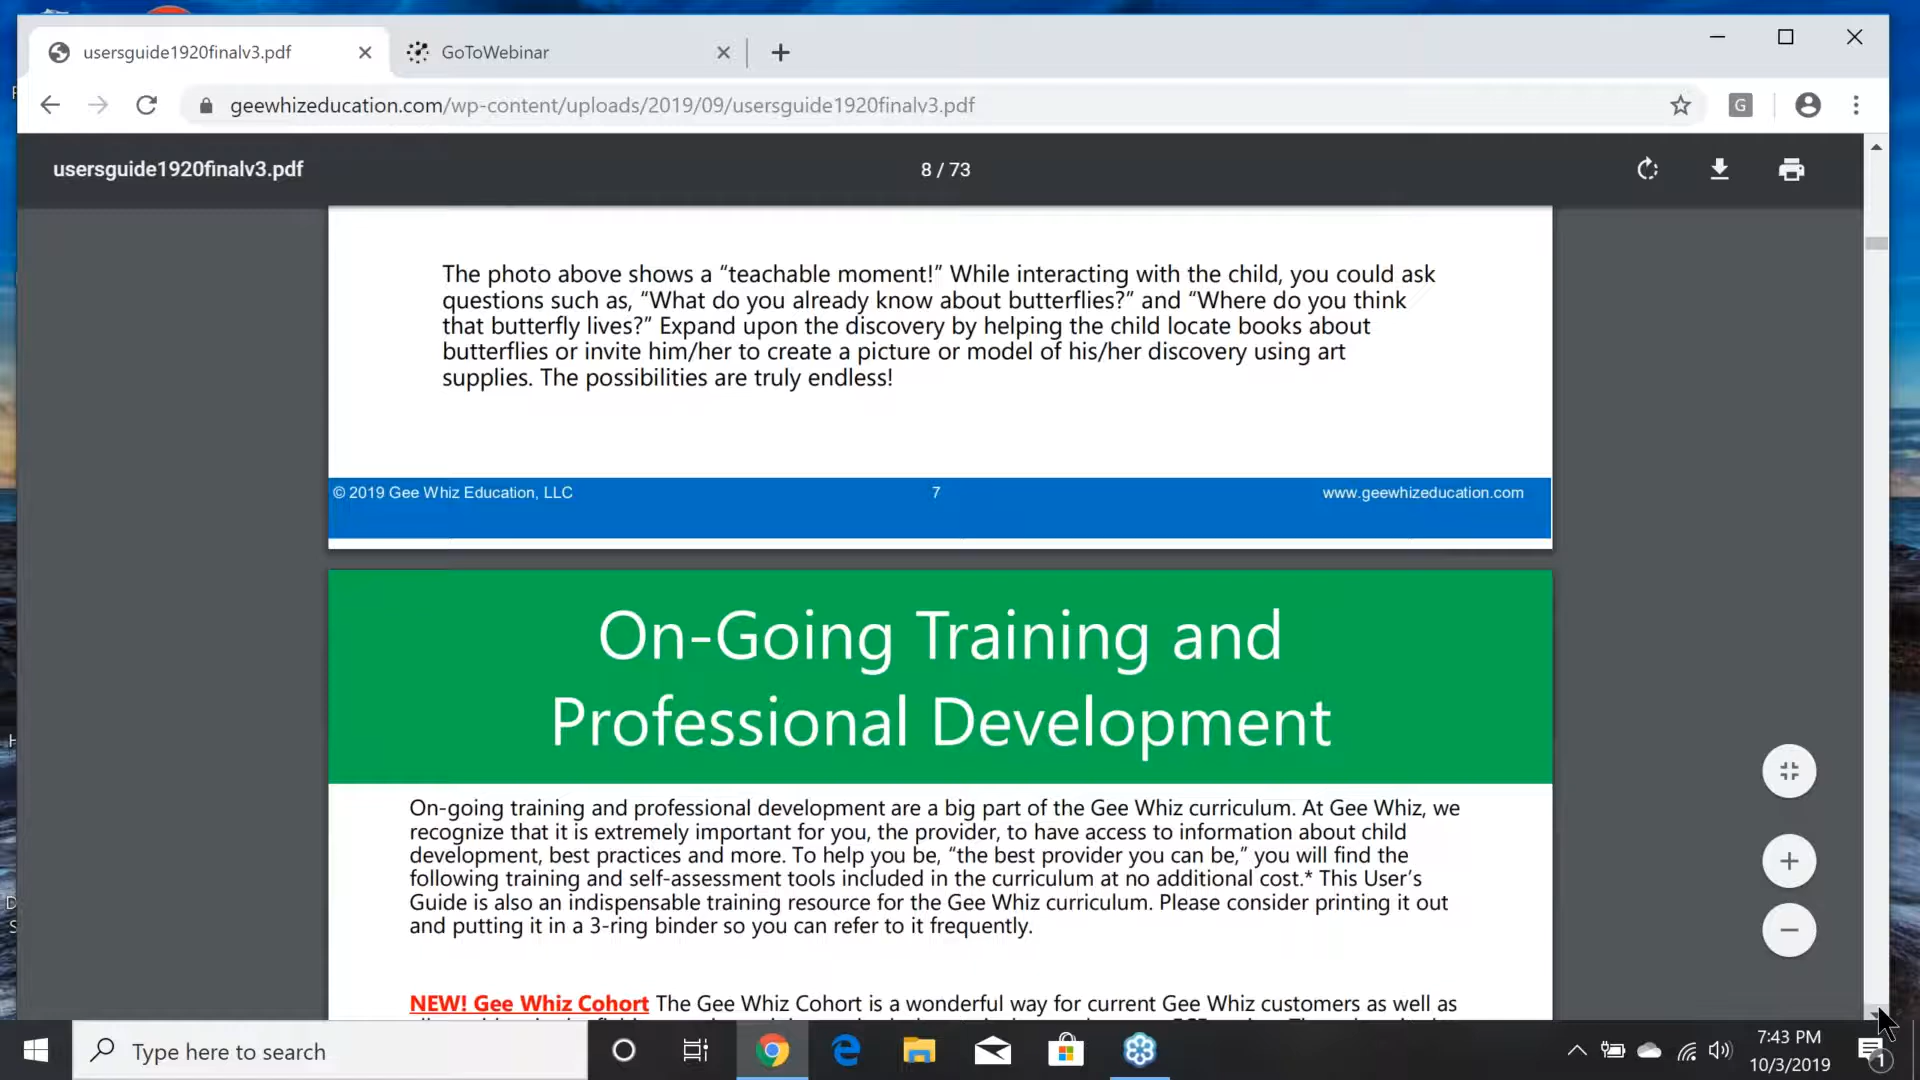 usersguide1920finalv3.pdf
GoToWebinar
geewhizeducation.com/wp-content/uploads/2019/09/usersguide1920finalv3.pdf
G
usersguide1920finalv3.pdf
8 / 73
The photo above shows a “teachable moment!” While interacting with the child, you could ask
questions such as, “What do you already know about butterflies?” and “Where do you think
that butterfly lives?” Expand upon the discovery by helping the child locate books about
butterflies or invite him/her to create a picture or model of his/her discovery using art
supplies. The possibilities are truly endless!
© 2019 Gee Whiz Education, LLC
7
www.geewhizeducation.com
On-Going Training and
Professional Development
On-going training and professional development are a big part of the Gee Whiz curriculum. At Gee Whiz, we
recognize that it is extremely important for you, the provider, to have access to information about child
development, best practices and more. To help you be, “the best provider you can be,” you will find the
following training and self-assessment tools included in the curriculum at no additional cost.* This User’s
Guide is also an indispensable training resource for the Gee Whiz curriculum. Please consider printing it out
and putting it in a 3-ring binder so you can refer to it frequently.
NEW! Gee Whiz Cohort The Gee Whiz Cohort is a wonderful way for current Gee Whiz customers as well as
Type here to search
7:43 PM
10/3/2019
1